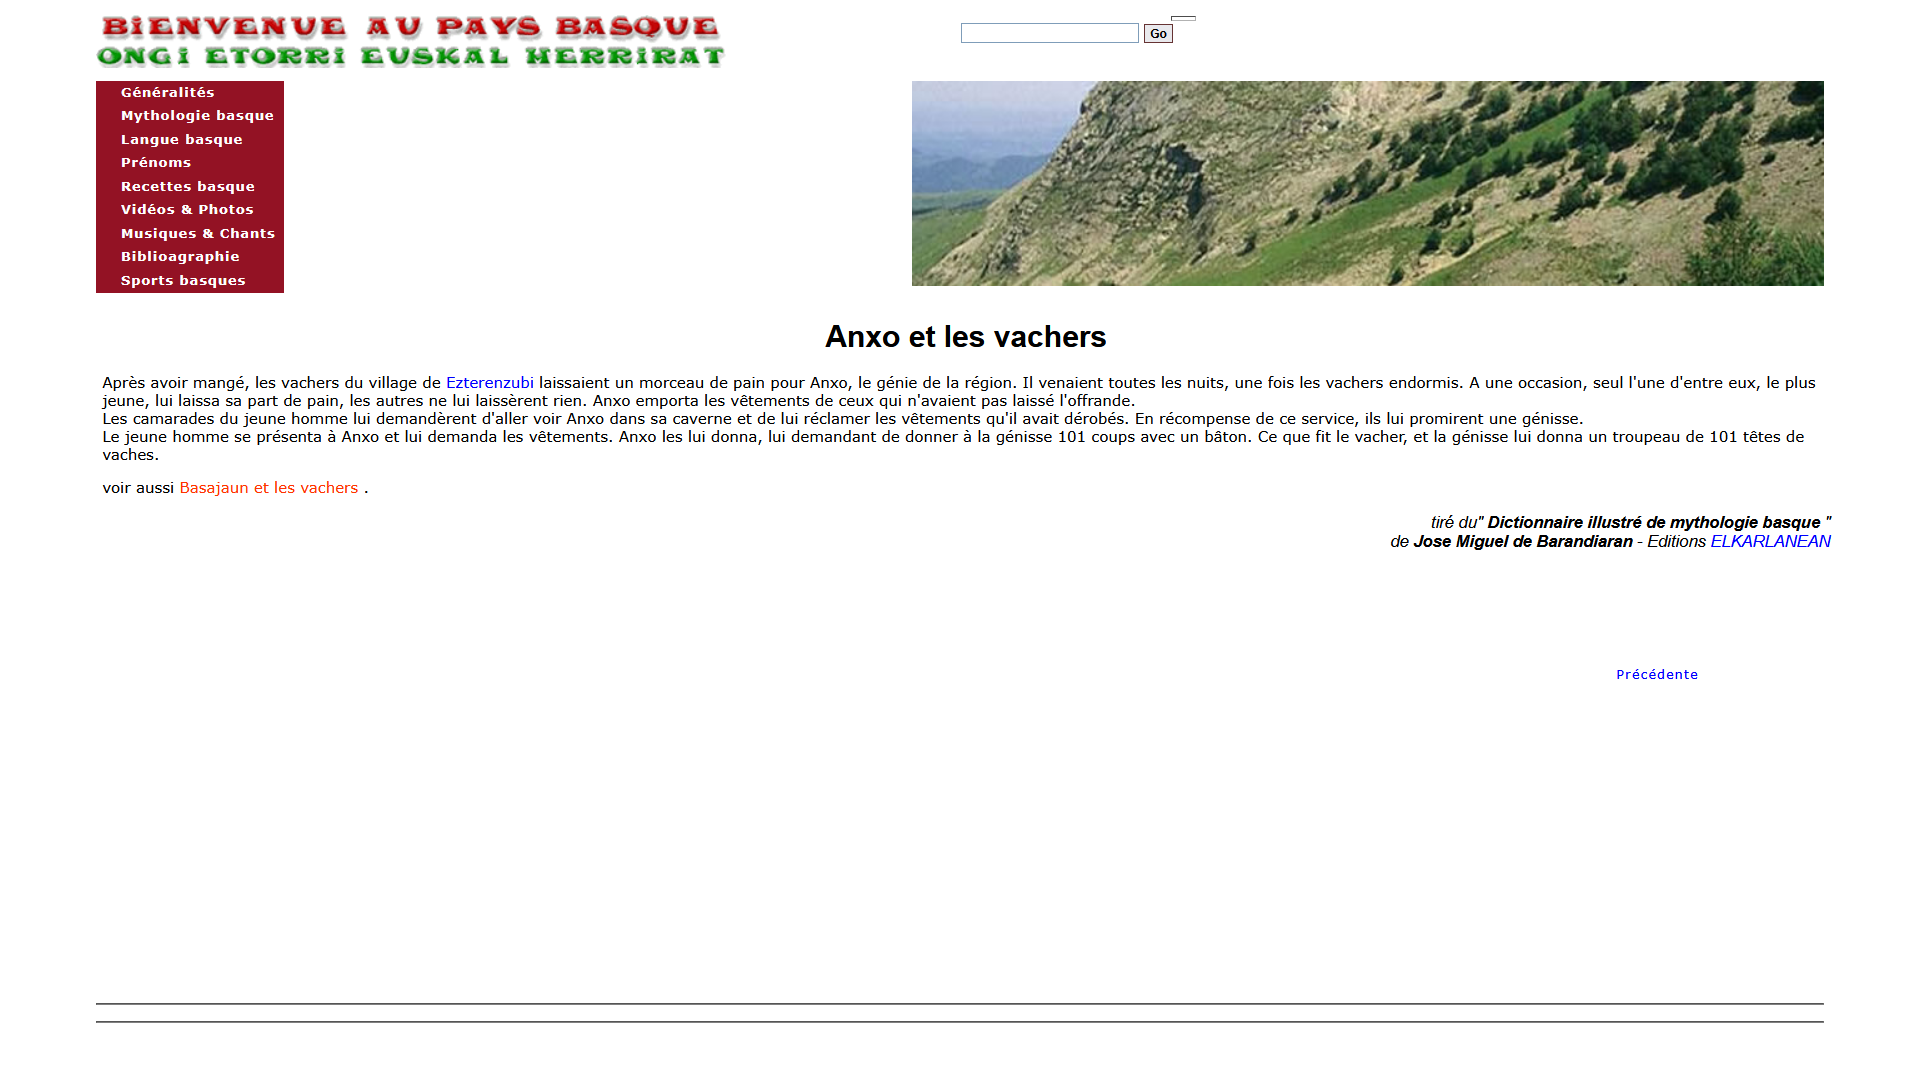 BIENVENUE AU PAYS BASQUE
ONGI ETORRI EUSKAL HERRIRAT
Go
Généralités
Mythologie basque
Langue basque
Prénoms
Recettes basque
Vidéos & Photos
Musiques & Chants
Biblioagraphie
Sports basques
Anxo et les vachers
Après avoir mangé, les vachers du village de Ezterenzubi laissaient un morceau de pain pour Anxo, le génie de la région. Il venaient toutes les nuits, une fois les vachers endormis. A une occasion, seul l'une d'entre eux, le plus
jeune, lui laissa sa part de pain, les autres ne lui laissèrent rien. Anxo emporta les vêtements de ceux qui n'avaient pas laissé l'offrande.
Les camarades du jeune homme lui demandèrent d'aller voir Anxo dans sa caverne et de lui réclamer les vêtements qu'il avait dérobés. En récompense de ce service, ils lui promirent une génisse.
Le jeune homme se présenta à Anxo et lui demanda les vêtements. Anxo les lui donna, lui demandant de donner à la génisse 101 coups avec un bâton. Ce que fit le vacher, et la génisse lui donna un troupeau de 101 têtes de
vaches.
voir aussi Basajaun et les vachers .
tiré du" Dictionnaire illustré de mythologie basque "
de Jose Miguel de Barandiaran - Editions ELKARLANEAN
Précédente